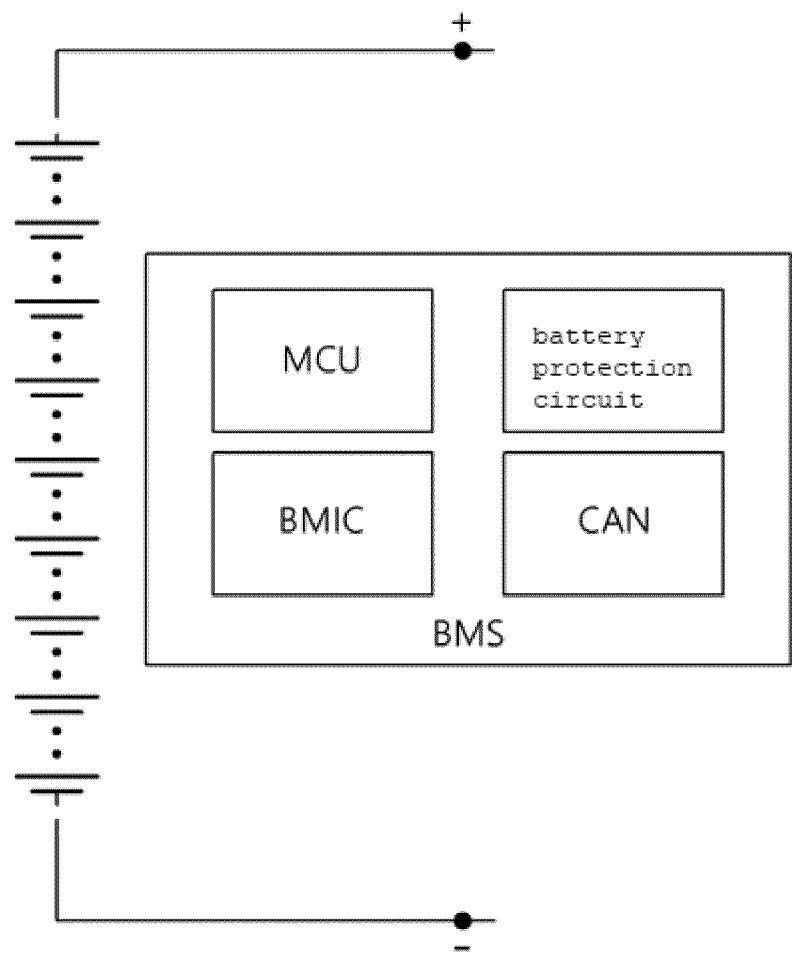 +
MCU
battery
protection
circuit
BMIC
CAN
BMS
-